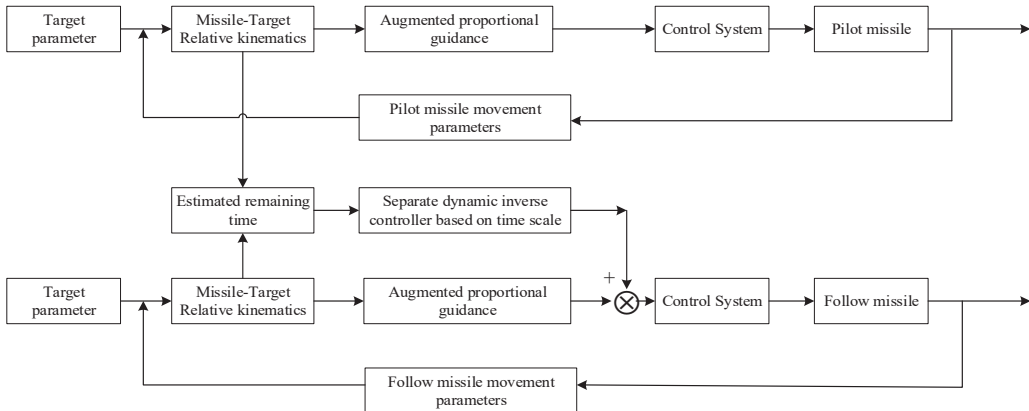 Target
parameter
Missile-Target
Relative kinematics
Augmented proportional
guidance
Control System
Pilot missile
Pilot missile movement
parameters
Estimated remaining
time
Separate dynamic inverse
controller based on time scale
+
Target
parameter
Missile-Target
Relative kinematics
Augmented proportional
guidance
Control System
Follow missile
Follow missile movement
parameters